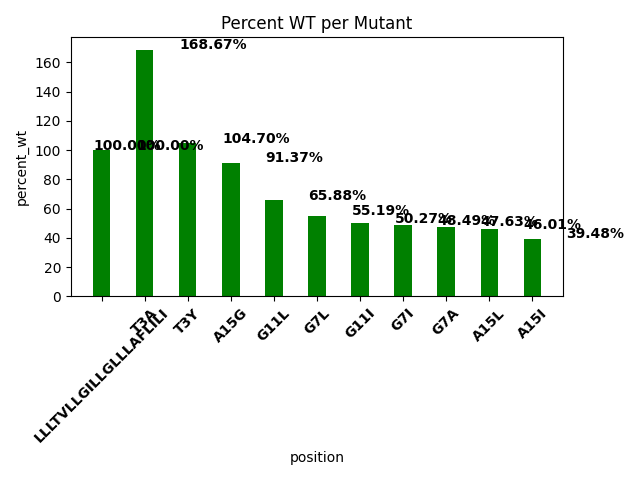 Percent WT per Mutant
168.67%
100.00%
100.00%
104.70%
91.37%
65.88%
55.19%
50.27%
48.49%
47.63%
46.01%
39.48%
percent_wt
160
140
120
100
80
60
40
20
0
LLLTVLLGILLGLLLAFLILI
T3A
T3Y
A15G
G11L
G7L
G11I
G7I
G7A
A15L
A15I
position